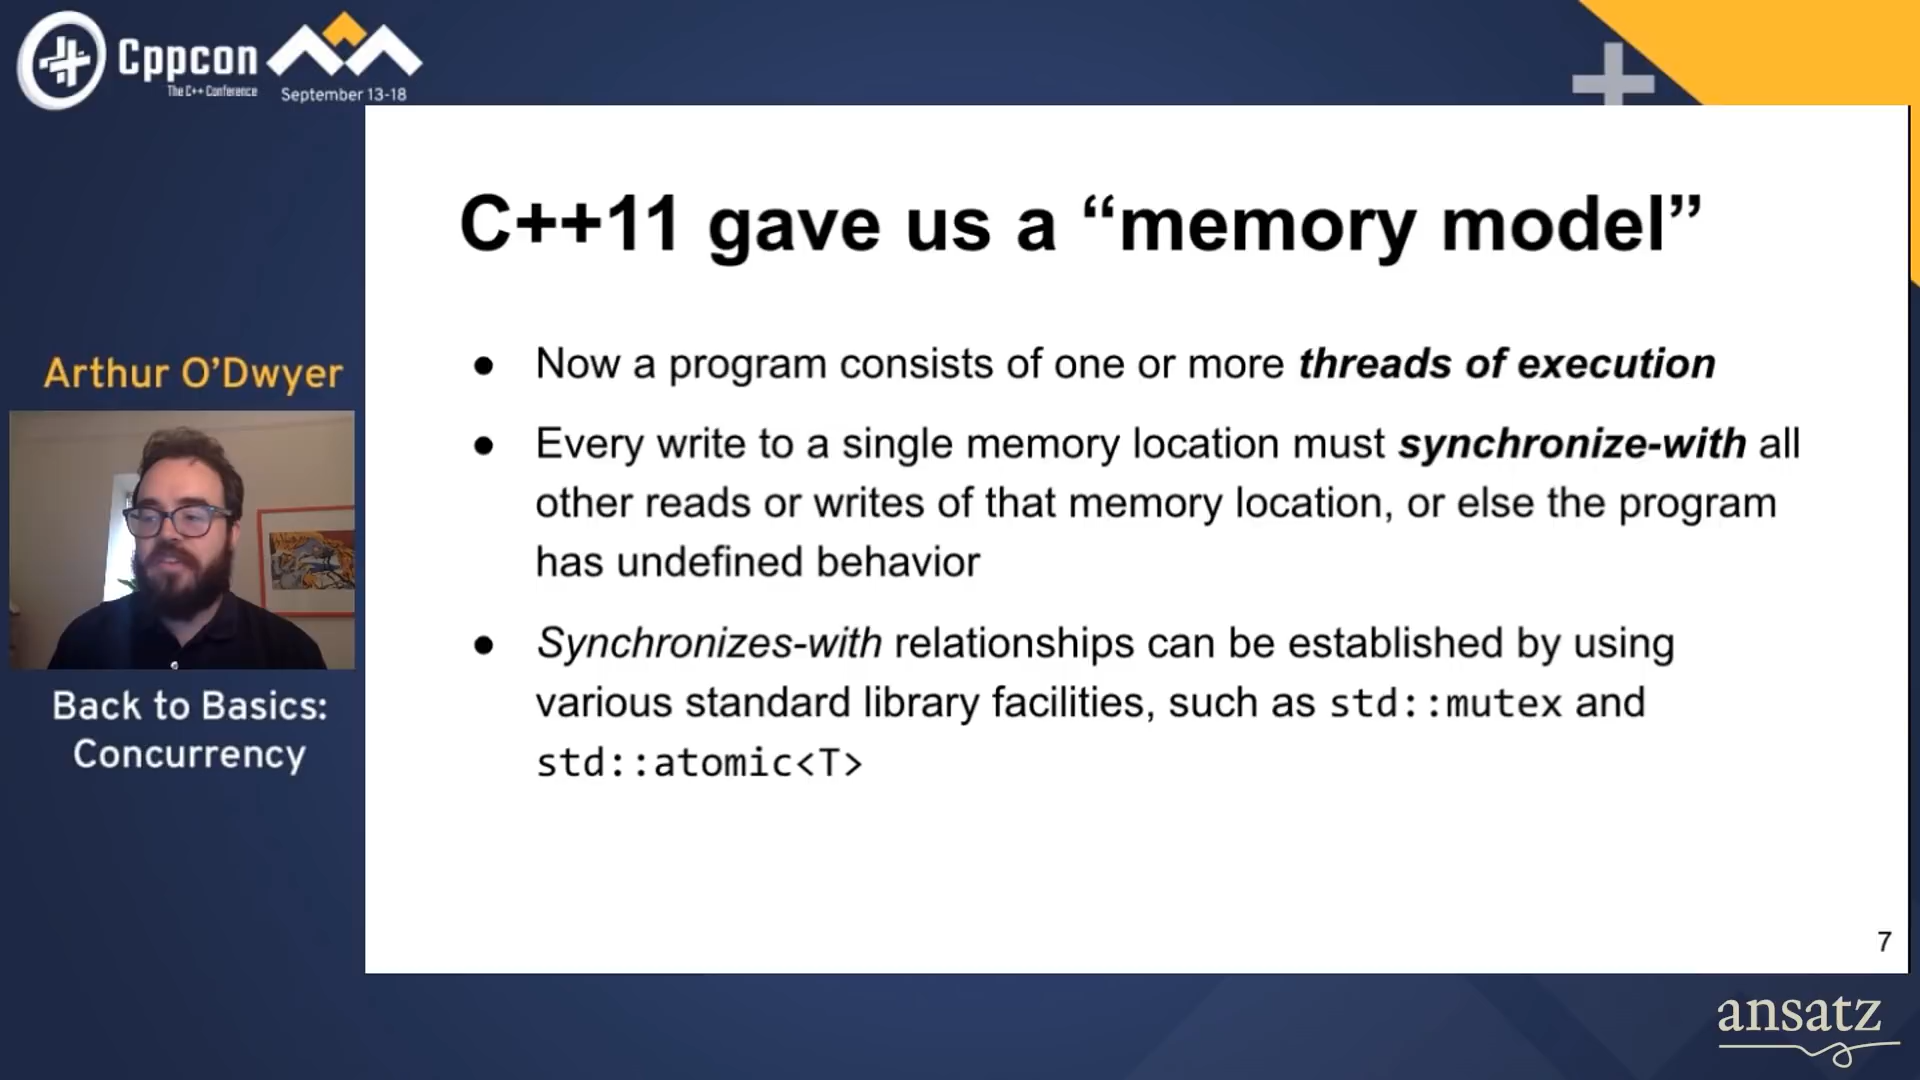 Cppcon
The C++ Conference
September 13-18
C++11 gave us a “memory model”
● Now a program consists of one or more threads of execution
● Every write to a single memory location must synchronize-with all
other reads or writes of that memory location, or else the program
has undefined behavior
● Synchronizes-with relationships can be established by using
various standard library facilities, such as std::mutex and
std::atomic<T>
7
Arthur O’Dwyer
Back to Basics:
Concurrency
ansatz